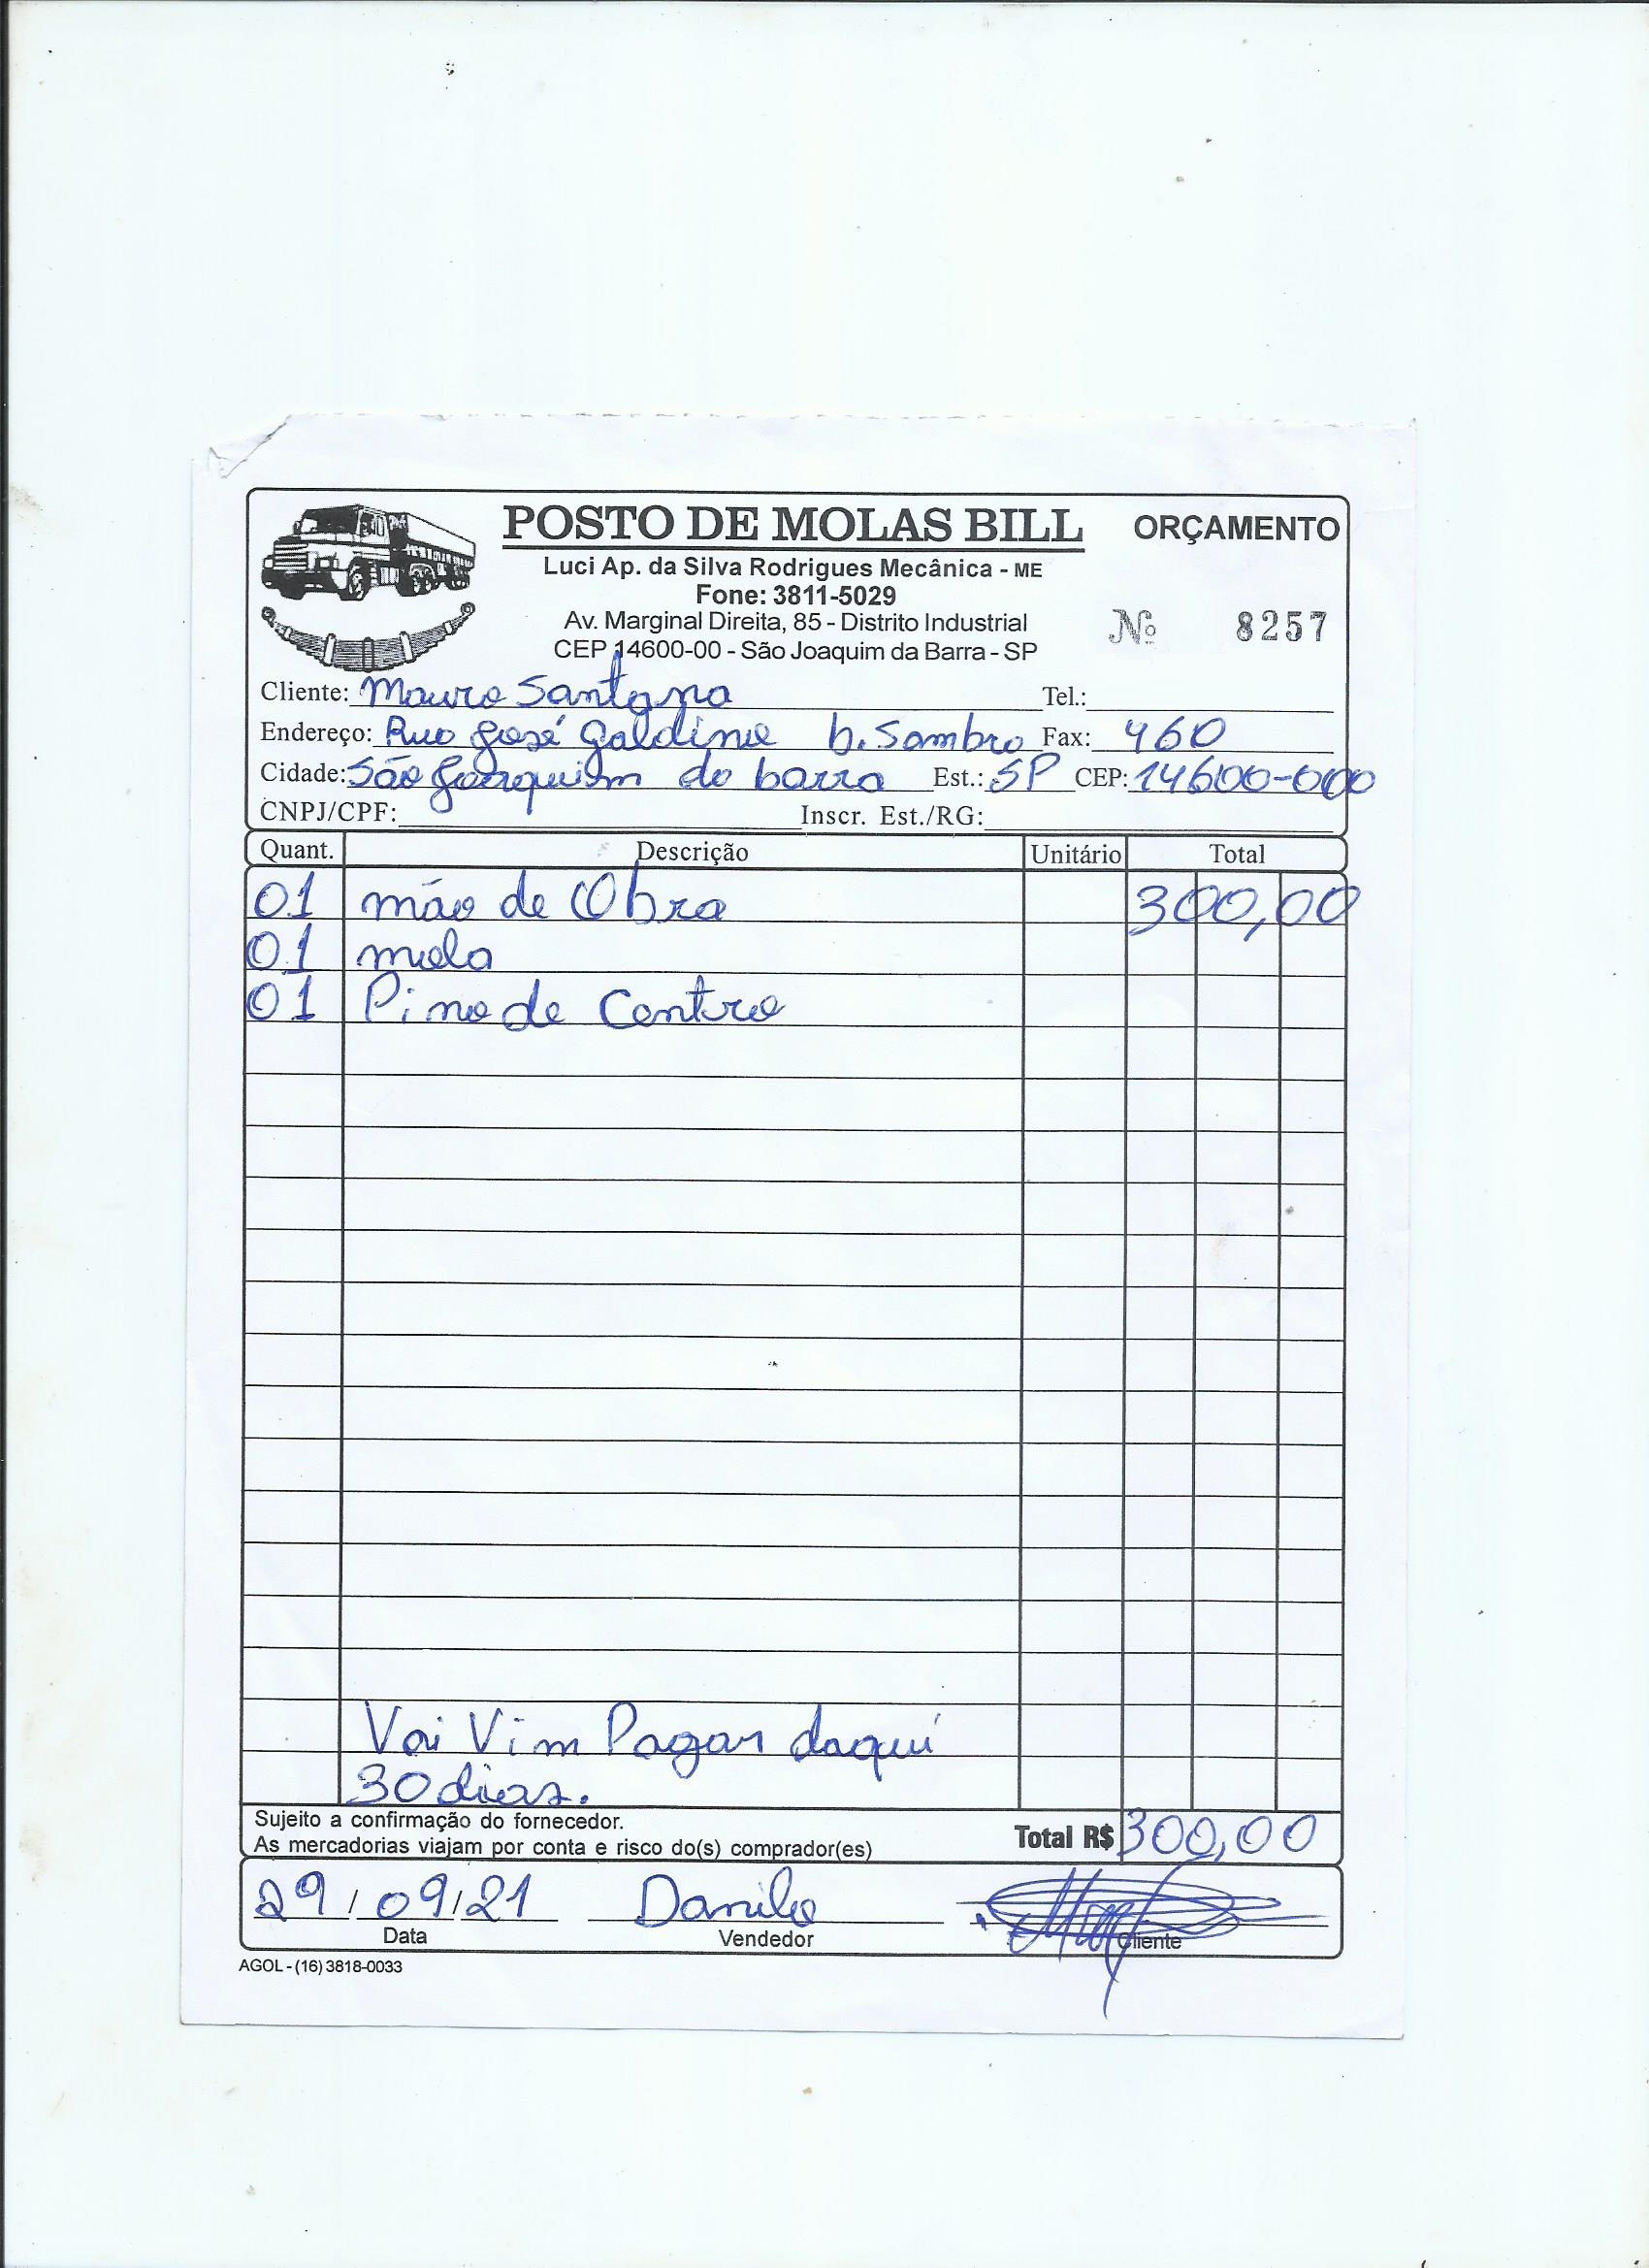 POSTO DE MOLAS BILL ORÇAMENTO
Luci Ap. da Silva Rodrigues Mecânica - ME
Fone: 3811-5029
Av. Marginal Direita, 85 - Distrito Industrial
Nº 8257
CEP 14600-00 - São Joaquim da Barra - SP
Cliente: Mauro Santana Tel.:
Endereço: Rua José Galdino b. Sombra Fax: 460
Cidade: São Joaquim da barra Est.: SP CEP: 14600-000
CNPJ/CPF: Inscr. Est./RG:
Quant. Descrição Unitário Total
01 mão de Obra 300,00
01 mola
01 Pino de Centro
Vai Vim Pagar daqui
30 dias.
Sujeito a confirmação do fornecedor.
As mercadorias viajam por conta e risco do(s) comprador(es) Total R$ 300,00
29/09/21 Danilo
Data Vendedor Cliente
AGOL - (16) 3818-0033